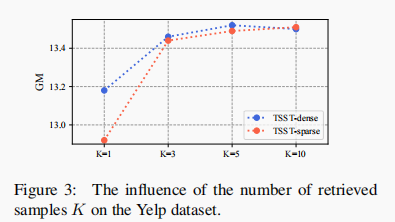 13.4
13.2
13.0
GM
K=1
K=3
K=5
K=10
TSST-dense
TSST-sparse
Figure 3: The influence of the number of retrieved
samples K on the Yelp dataset.